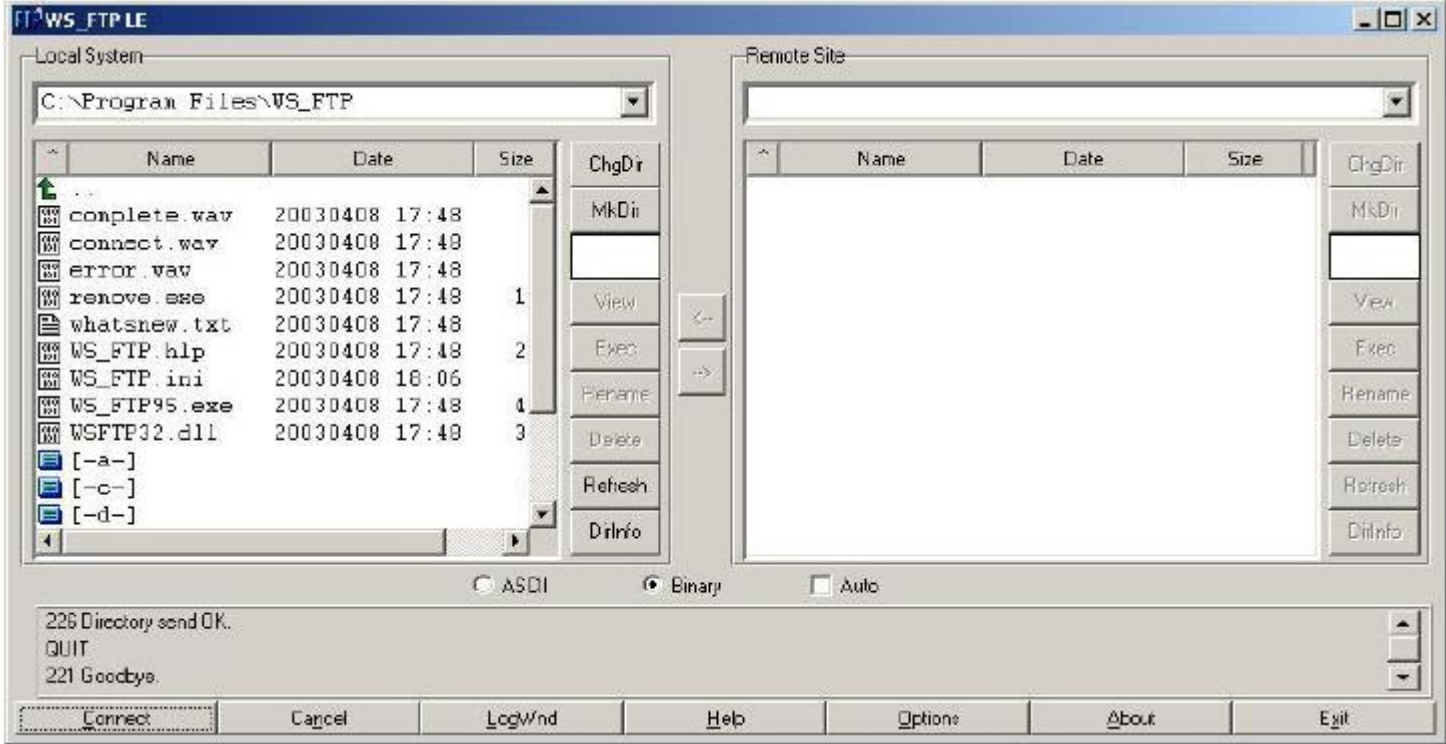 WS_FTP LE
Local System
Remote Site
C:\Program Files\WS_FTP
^ Name Date Size
ChgDir
^ Name Date Size
ChgDir
..
MkDir
MkDir
complete.wav 20030408 17:48
connect.wav 20030408 17:48
error.wav 20030408 17:48
remove.exe 20030408 17:48 1
View
<--
View
whatsnew.txt 20030408 17:48
WS_FTP.hlp 20030408 17:48 2
Exec
-->
Exec
WS_FTP.ini 20030408 18:06
Rename
Rename
WS_FTP95.exe 20030408 17:48 4
WSFTP32.dll 20030408 17:48 3
Delete
Delete
[-a-]
[-c-]
Refresh
Refresh
[-d-]
DirInfo
DirInfo
ASCII Binary Auto
226 Directory send OK.
QUIT
221 Goodbye.
Connect Cancel LogWnd Help Options About Exit